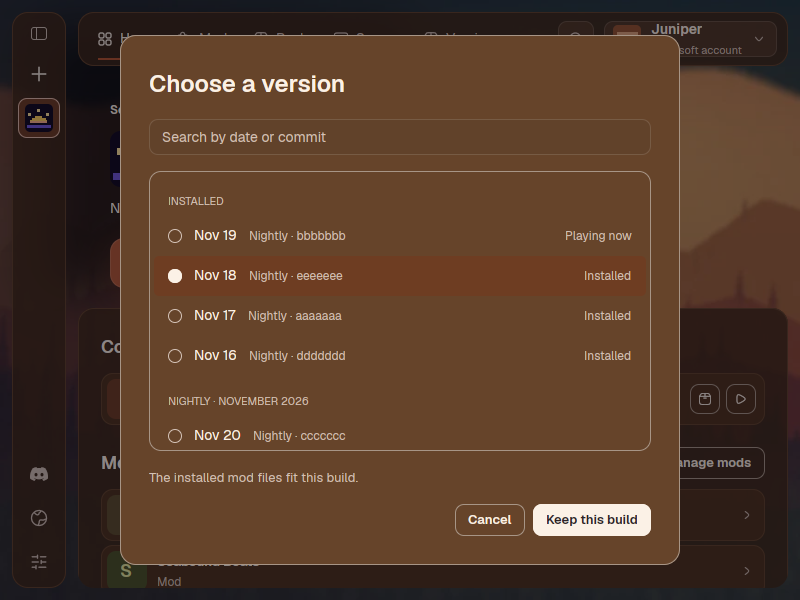 Juniper
soft account
Choose a version
Search by date or commit
INSTALLED
Nov 19 Nightly · bbbbbbb Playing now
Nov 18 Nightly · eeeeeee Installed
Nov 17 Nightly · aaaaaaa Installed
Nov 16 Nightly · ddddddd Installed
NIGHTLY · NOVEMBER 2026
Nov 20 Nightly · ccccccc
The installed mod files fit this build.
anage mods
Cancel Keep this build
S
Mod